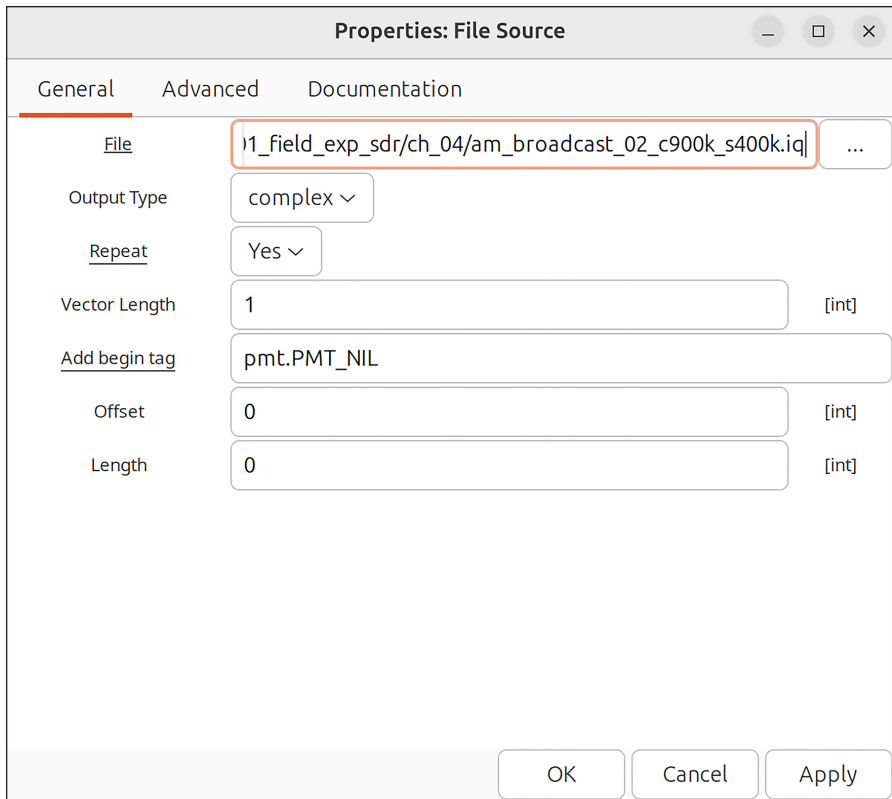 Properties: File Source
General Advanced Documentation
File 01_field_exp_sdr/ch_04/am_broadcast_02_c900k_s400k.iq ...
Output Type complex
Repeat Yes
Vector Length 1 [int]
Add begin tag pmt.PMT_NIL
Offset 0 [int]
Length 0 [int]
OK Cancel Apply